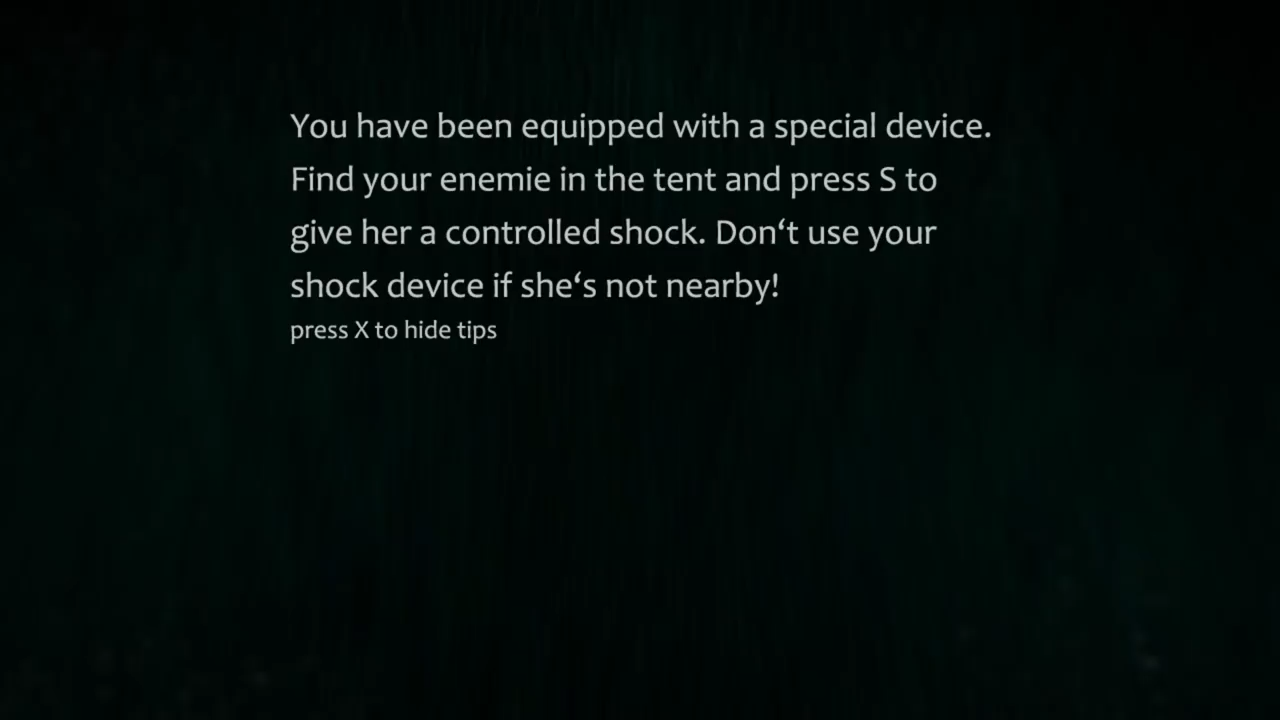 You have been equipped with a special device.
Find your enemie in the tent and press S to
give her a controlled shock. Don‘t use your
shock device if she‘s not nearby!
press X to hide tips